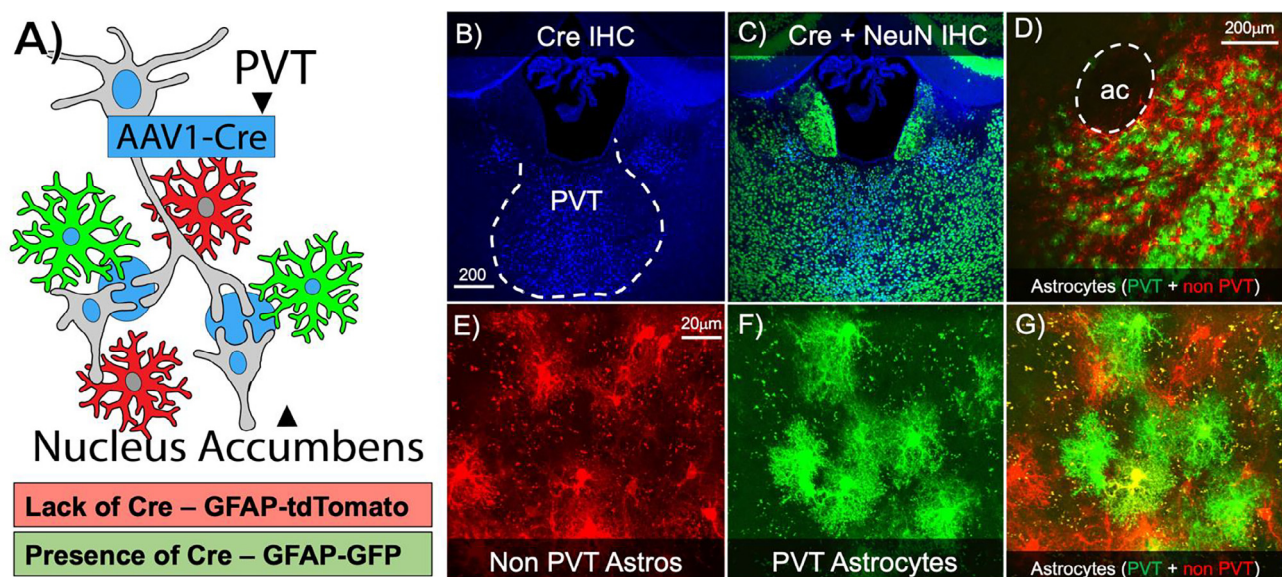 A)
PVT
AAV1-Cre
Nucleus Accumbens
Lack of Cre – GFAP-tdTomato
Presence of Cre – GFAP-GFP
B)
Cre IHC
PVT
200
C)
Cre + NeuN IHC
D)
200μm
ac
Astrocytes (PVT + non PVT)
E)
20μm
Non PVT Astros
F)
PVT Astrocytes
G)
Astrocytes (PVT + non PVT)